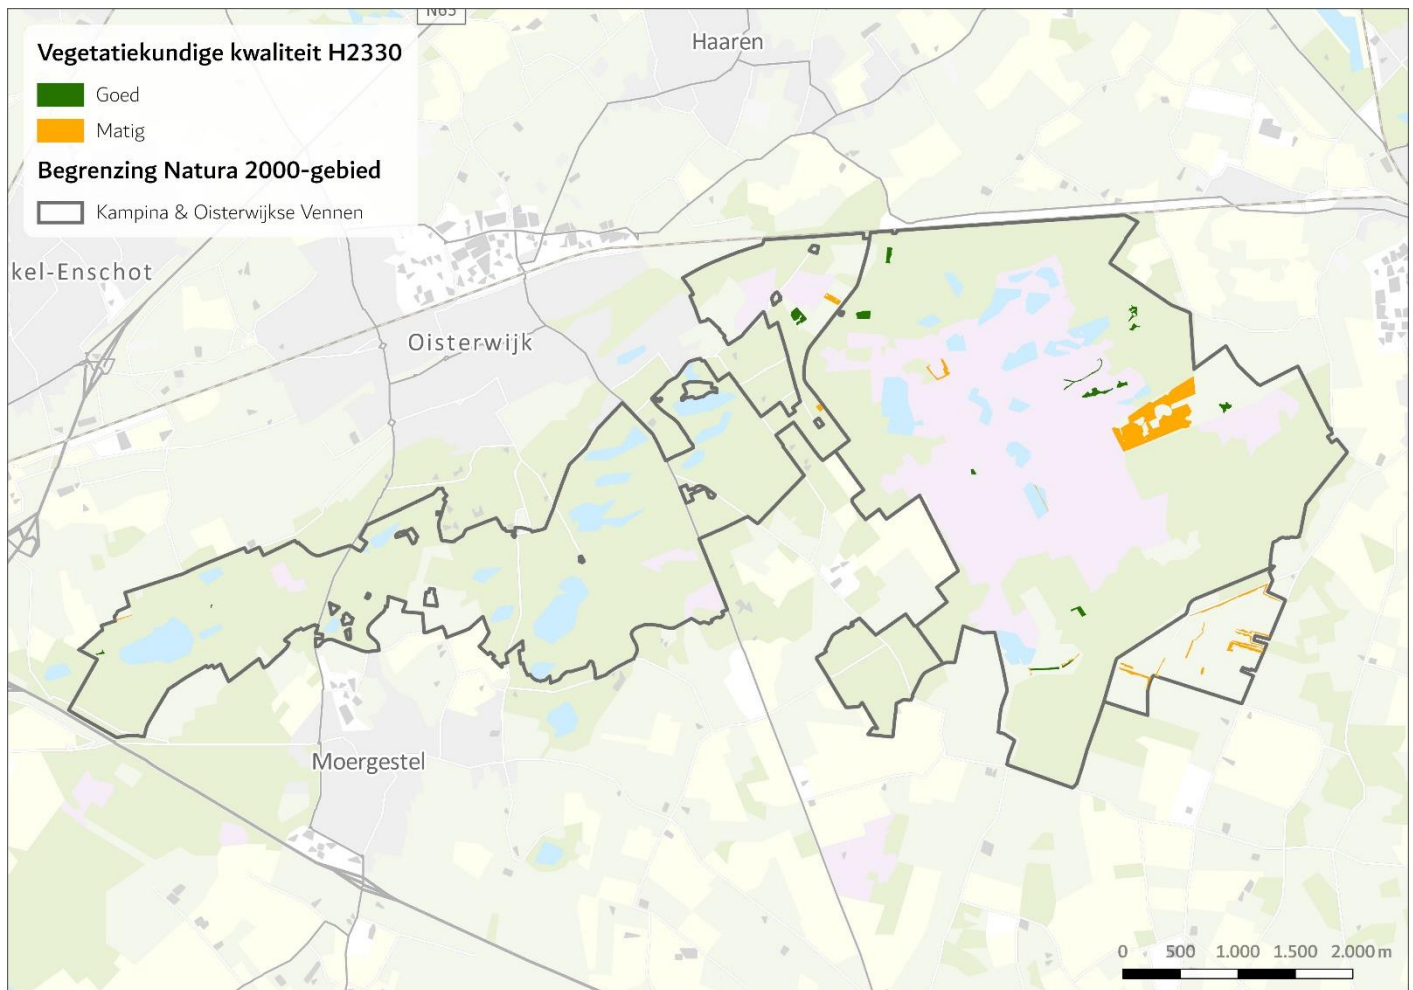 N65
Vegetatiekundige kwaliteit H2330
Goed
Matig
Begrenzing Natura 2000-gebied
Kampina & Oisterwijkse Vennen
Haaren
kel-Enschot
Oisterwijk
Moergestel
0 500 1.000 1.500 2.000 m